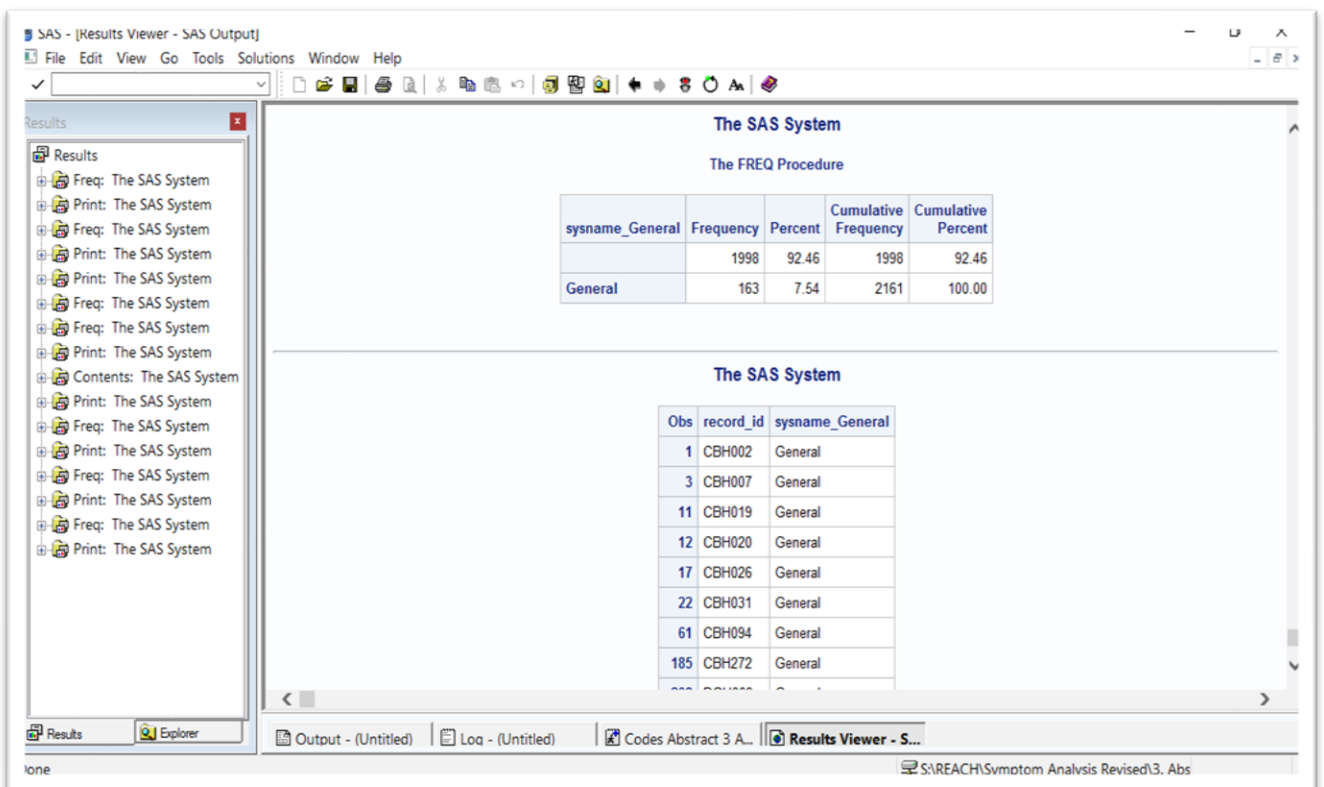 SAS - [Results Viewer - SAS Output]
File Edit View Go Tools Solutions Window Help
Results
Results
Freq: The SAS System
Print: The SAS System
Freq: The SAS System
Print: The SAS System
Print: The SAS System
Freq: The SAS System
Freq: The SAS System
Print: The SAS System
Contents: The SAS System
Print: The SAS System
Freq: The SAS System
Print: The SAS System
Freq: The SAS System
Print: The SAS System
Freq: The SAS System
Print: The SAS System
The SAS System
The FREQ Procedure
sysname_General Frequency Percent Cumulative Frequency Cumulative Percent
1998 92.46 1998 92.46
General 163 7.54 2161 100.00
The SAS System
Obs record_id sysname_General
1 CBH002 General
3 CBH007 General
11 CBH019 General
12 CBH020 General
17 CBH026 General
22 CBH031 General
61 CBH094 General
185 CBH272 General
Results Explorer
Output - (Untitled) Log - (Untitled) Codes Abstract 3 A... Results Viewer - S...
S:\REACH\Symptom Analysis Revised\3. Abs